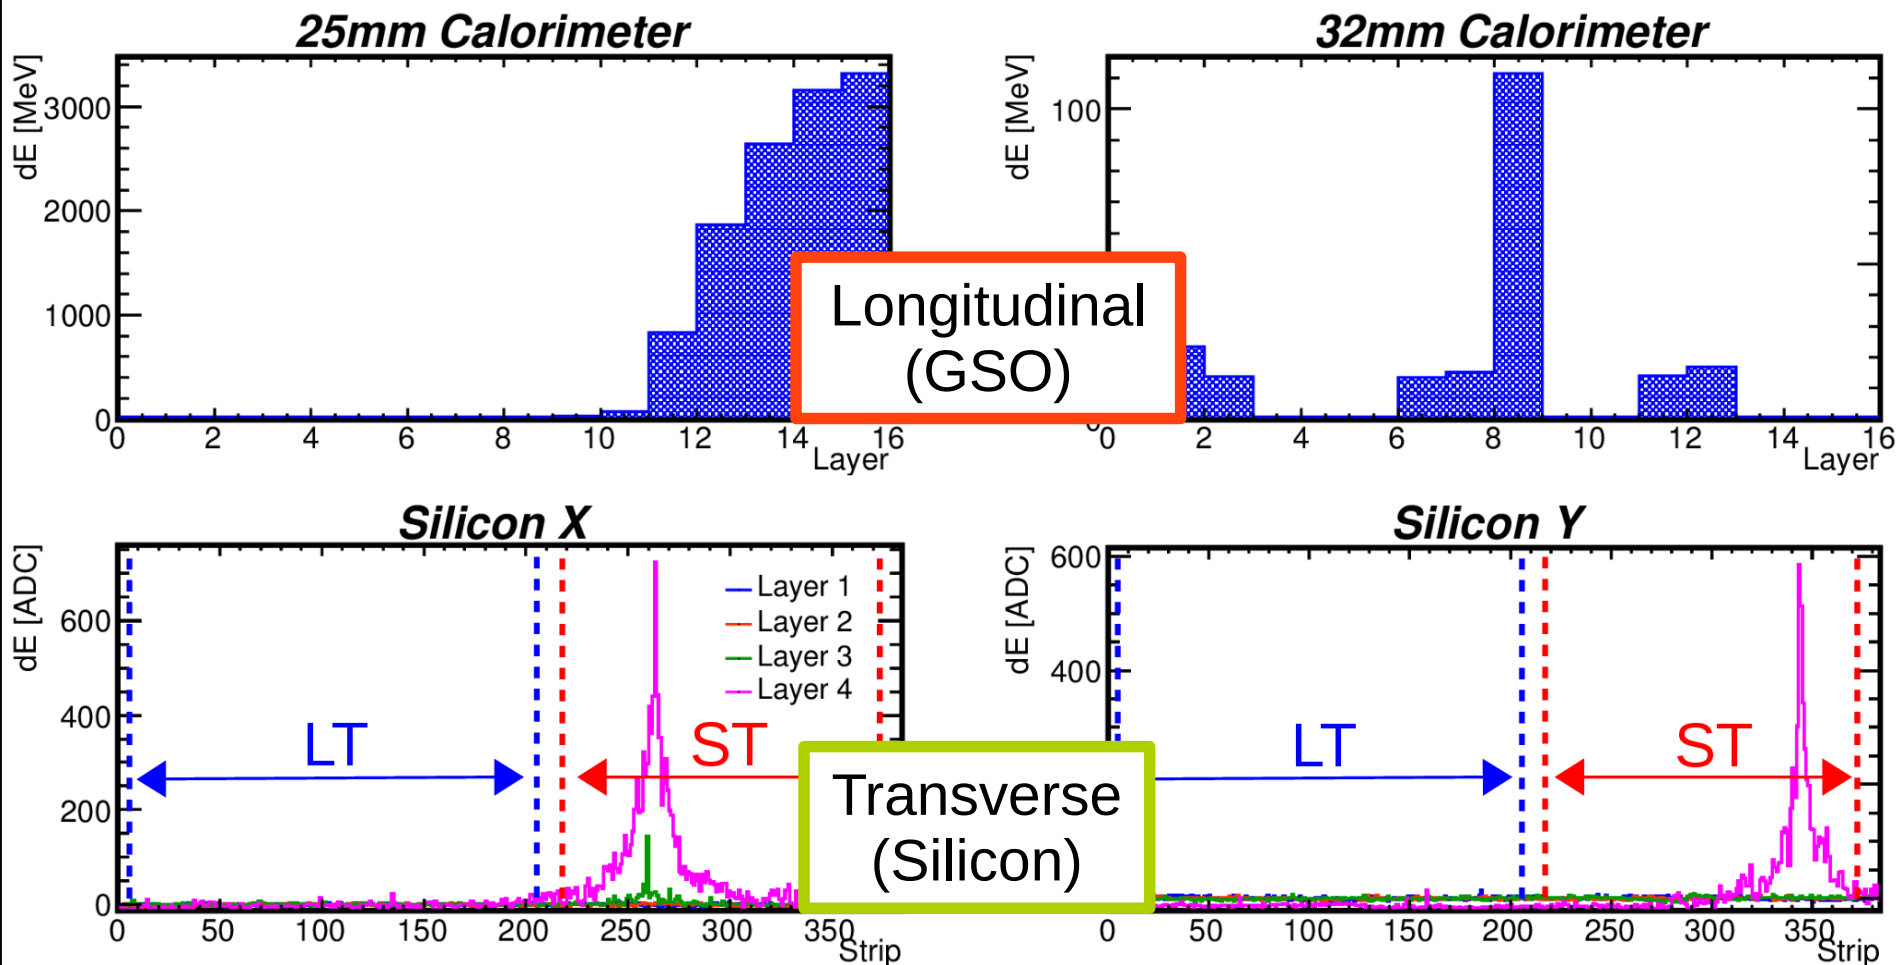 25mm Calorimeter
dE [MeV]
3000
2000
1000
0
0 2 4 6 8 10 12 14 16
Layer
32mm Calorimeter
dE [MeV]
100
0 2 4 6 8 10 12 14 16
Layer
Longitudinal
(GSO)
Silicon X
dE [ADC]
600
400
200
0
0 50 100 150 200 250 300 350
Strip
Layer 1
Layer 2
Layer 3
Layer 4
LT
ST
Silicon Y
dE [ADC]
600
400
0 50 100 150 200 250 300 350
Strip
LT
ST
Transverse
(Silicon)